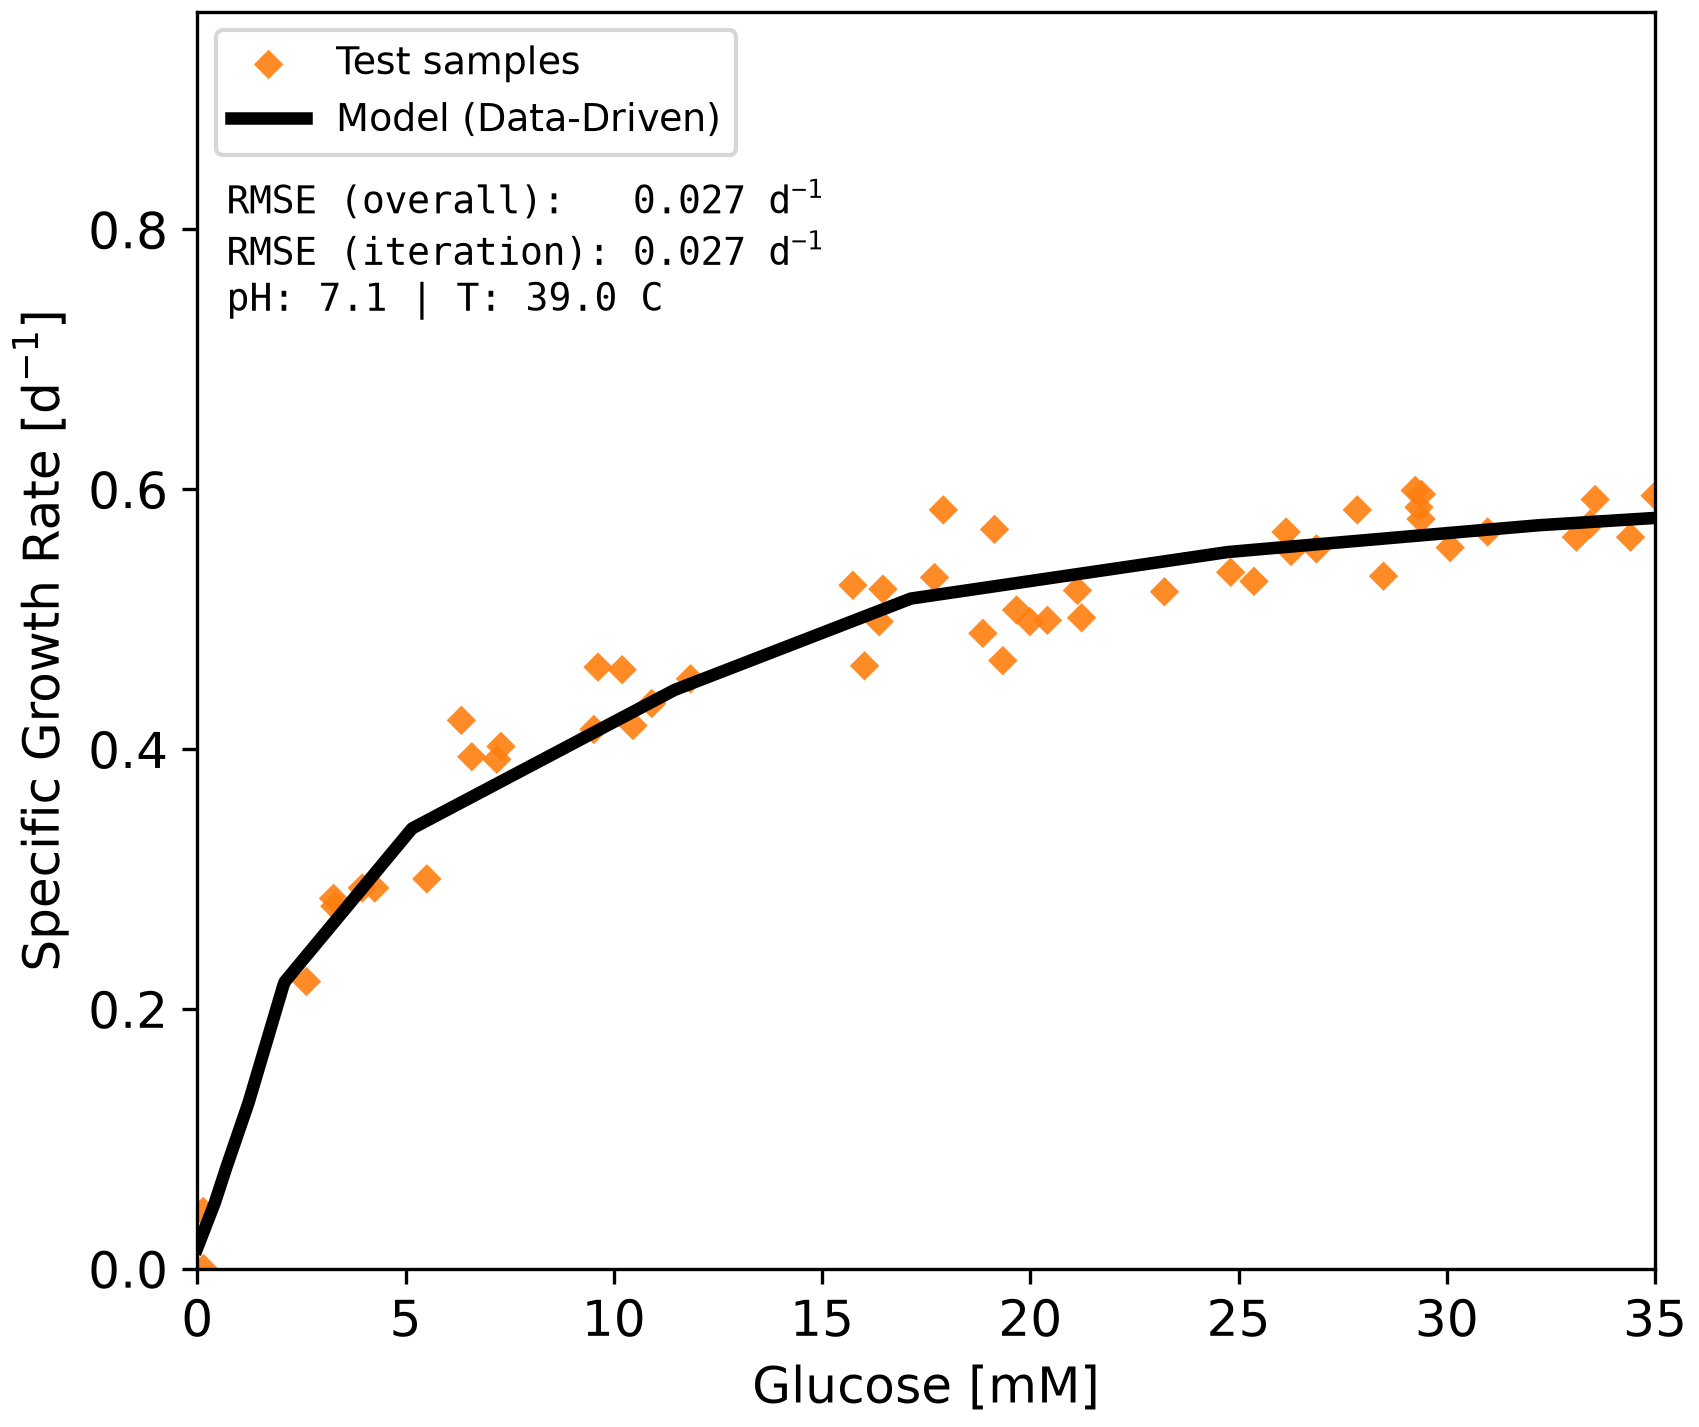 Test samples
Model (Data-Driven)
RMSE (overall):   0.027 d⁻¹
RMSE (iteration): 0.027 d⁻¹
pH: 7.1 | T: 39.0 C
Specific Growth Rate [d⁻¹]
0.8
0.6
0.4
0.2
0.0
0 5 10 15 20 25 30 35
Glucose [mM]